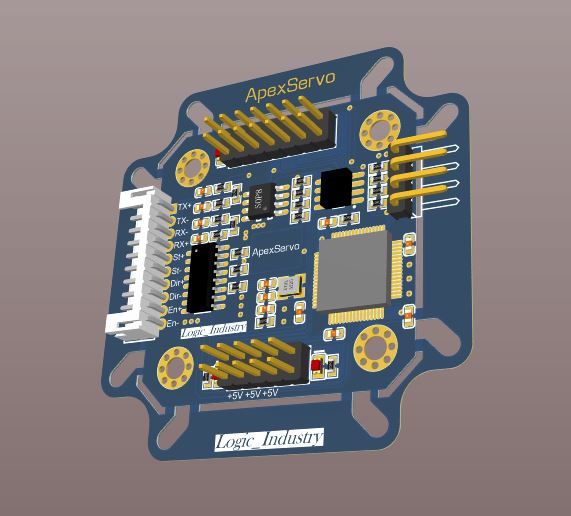 ApexServo
SOP8
TX+
TX-
RX-
RX+
St+
St-
Dir+
Dir-
En+
En-
ApexServo
Logic_Industry
+5V +5V +5V
Logic_Industry